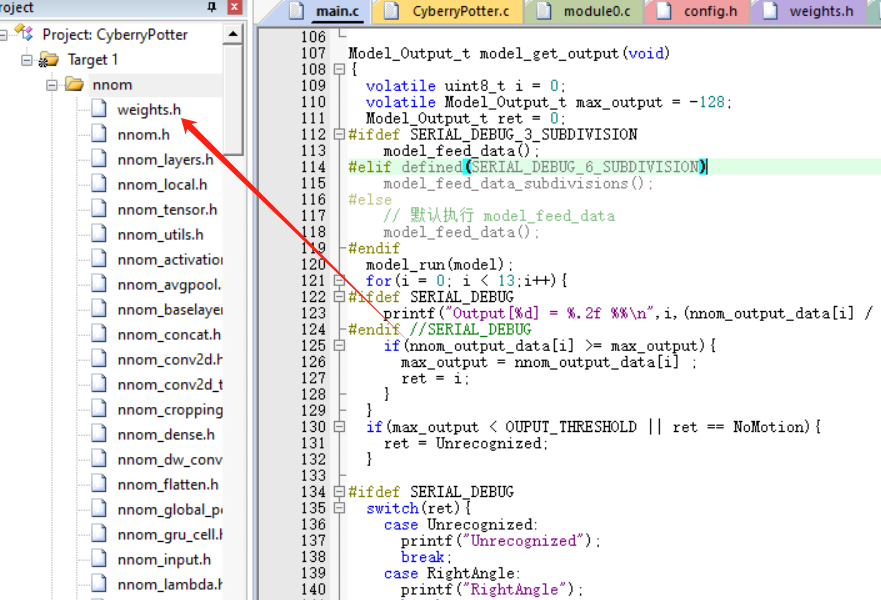 roject
Project: CyberryPotter
Target 1
nnom
weights.h
nnom.h
nnom_layers.h
nnom_local.h
nnom_tensor.h
nnom_utils.h
nnom_activation
nnom_avgpool.
nnom_baselayer
nnom_concat.h
nnom_conv2d.h
nnom_conv2d_t
nnom_cropping
nnom_dense.h
nnom_dw_conv
nnom_flatten.h
nnom_global_po
nnom_gru_cell.h
nnom_input.h
nnom_lambda.h
main.c CyberryPotter.c module0.c config.h weights.h
106
107 Model_Output_t model_get_output(void)
108 {
109 volatile uint8_t i = 0;
110 volatile Model_Output_t max_output = -128;
111 Model_Output_t ret = 0;
112 #ifdef SERIAL_DEBUG_3_SUBDIVISION
113 model_feed_data();
114 #elif defined(SERIAL_DEBUG_6_SUBDIVISION)
115 model_feed_data_subdivisions();
116 #else
117 // 默认执行 model_feed_data
118 model_feed_data();
119 #endif
120 model_run(model);
121 for(i = 0; i < 13;i++){
122 #ifdef SERIAL_DEBUG
123 printf("Output[%d] = %.2f %%\n",i,(nnom_output_data[i] /
124 #endif //SERIAL_DEBUG
125 if(nnom_output_data[i] >= max_output){
126 max_output = nnom_output_data[i] ;
127 ret = i;
128 }
129 }
130 if(max_output < OUPUT_THRESHOLD || ret == NoMotion){
131 ret = Unrecognized;
132 }
133
134 #ifdef SERIAL_DEBUG
135 switch(ret){
136 case Unrecognized:
137 printf("Unrecognized");
138 break;
139 case RightAngle:
140 printf("RightAngle");